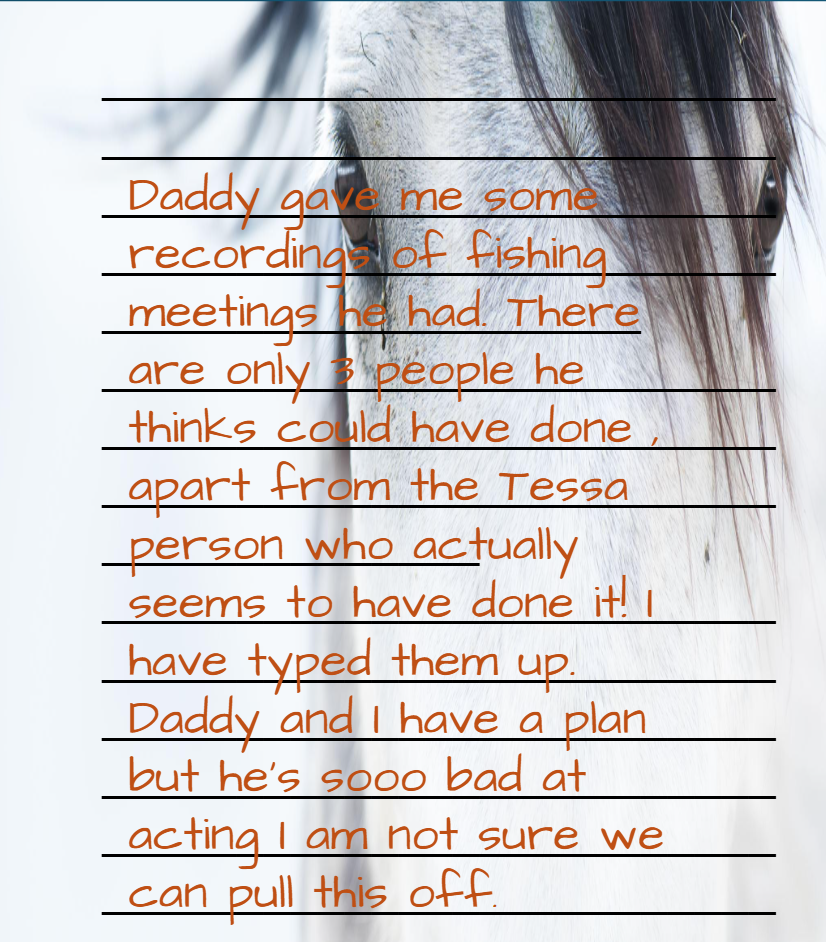 Daddy gave me some
recordings of fishing
meetings he had. There
are only 3 people he
thinks could have done ,
apart from the Tessa
person who actually
seems to have done it! I
have typed them up.
Daddy and I have a plan
but he's sooo bad at
acting I am not sure we
can pull this off.